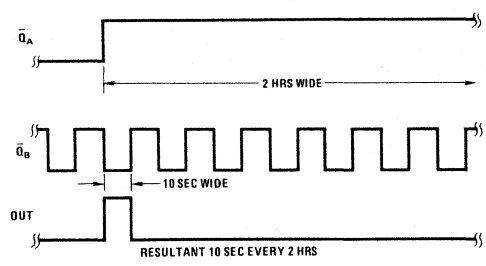 Q̅A
2 HRS WIDE
Q̅B
10 SEC WIDE
OUT
RESULTANT 10 SEC EVERY 2 HRS